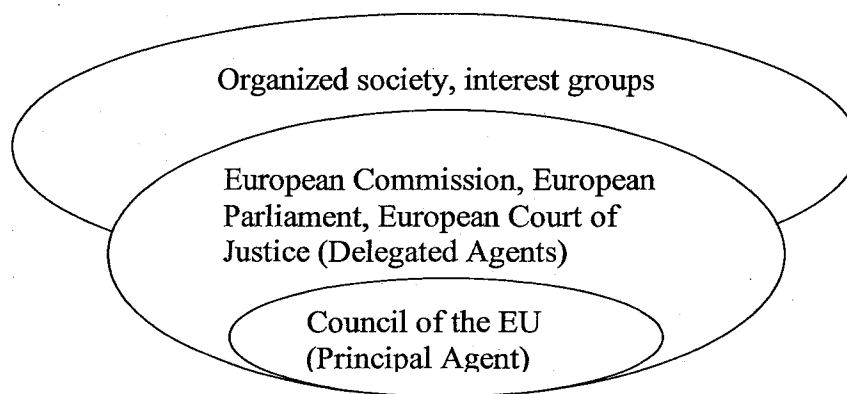 Organized society, interest groups
European Commission, European
Parliament, European Court of
Justice (Delegated Agents)
Council of the EU
(Principal Agent)